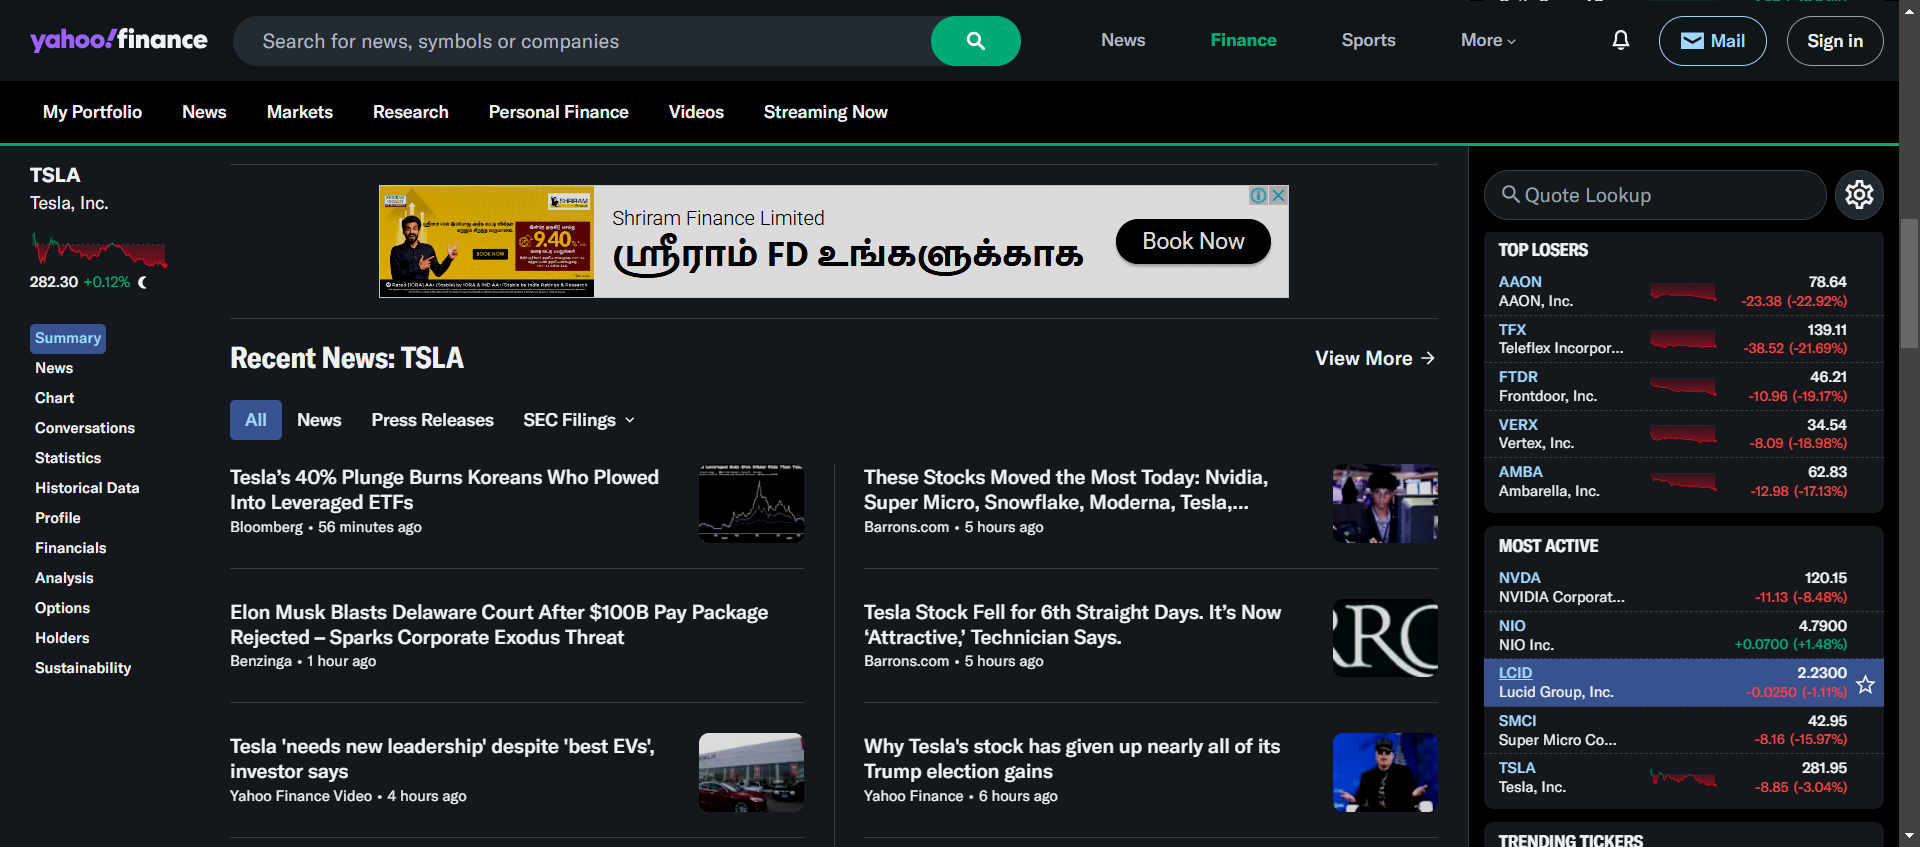 yahoo!finance
Search for news, symbols or companies
News
Finance
Sports
More
Mail
Sign in
My Portfolio
News
Markets
Research
Personal Finance
Videos
Streaming Now
TSLA
Tesla, Inc.
282.30 +0.12%
Summary
News
Chart
Conversations
Statistics
Historical Data
Profile
Financials
Analysis
Options
Holders
Sustainability
SHRIRAM
9.40%
BOOK NOW
Shriram Finance Limited
ஸ்ரீராம் FD உங்களுக்காக
Book Now
Recent News: TSLA
View More →
All
News
Press Releases
SEC Filings
Tesla’s 40% Plunge Burns Koreans Who Plowed
Into Leveraged ETFs
Bloomberg • 56 minutes ago
These Stocks Moved the Most Today: Nvidia,
Super Micro, Snowflake, Moderna, Tesla,...
Barrons.com • 5 hours ago
Elon Musk Blasts Delaware Court After $100B Pay Package
Rejected – Sparks Corporate Exodus Threat
Benzinga • 1 hour ago
Tesla Stock Fell for 6th Straight Days. It’s Now
‘Attractive,’ Technician Says.
Barrons.com • 5 hours ago
Tesla 'needs new leadership' despite 'best EVs',
investor says
Yahoo Finance Video • 4 hours ago
Why Tesla's stock has given up nearly all of its
Trump election gains
Yahoo Finance • 6 hours ago
Quote Lookup
TOP LOSERS
AAON 78.64
AAON, Inc. -23.38 (-22.92%)
TFX 139.11
Teleflex Incorpor... -38.52 (-21.69%)
FTDR 46.21
Frontdoor, Inc. -10.96 (-19.17%)
VERX 34.54
Vertex, Inc. -8.09 (-18.98%)
AMBA 62.83
Ambarella, Inc. -12.98 (-17.13%)
MOST ACTIVE
NVDA 120.15
NVIDIA Corporat... -11.13 (-8.48%)
NIO 4.7900
NIO Inc. +0.0700 (+1.48%)
LCID 2.2300
Lucid Group, Inc. -0.0250 (-1.11%)
SMCI 42.95
Super Micro Co... -8.16 (-15.97%)
TSLA 281.95
Tesla, Inc. -8.85 (-3.04%)
TRENDING TICKERS